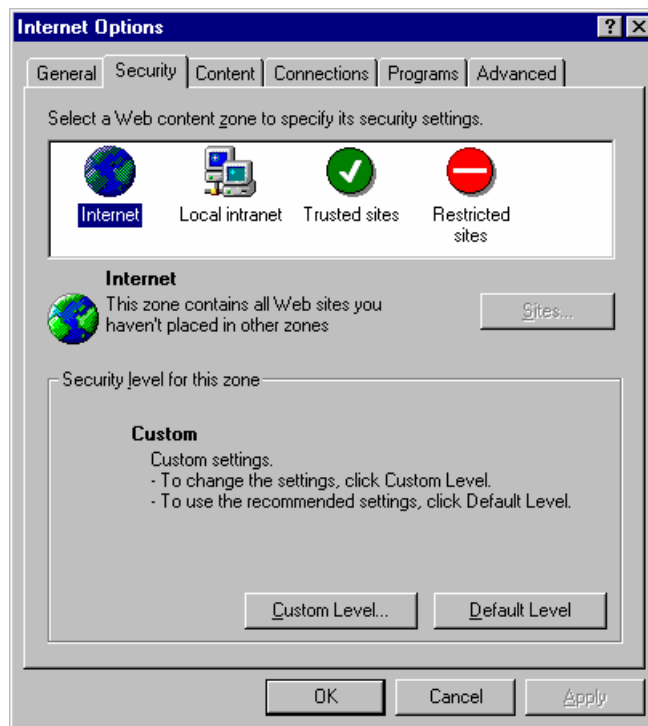 Internet Options
General Security Content Connections Programs Advanced
Select a Web content zone to specify its security settings.
Internet Local intranet Trusted sites Restricted
sites
Internet
This zone contains all Web sites you
haven't placed in other zones
Sites...
Security level for this zone
Custom
Custom settings.
- To change the settings, click Custom Level.
- To use the recommended settings, click Default Level.
Custom Level... Default Level
OK Cancel Apply